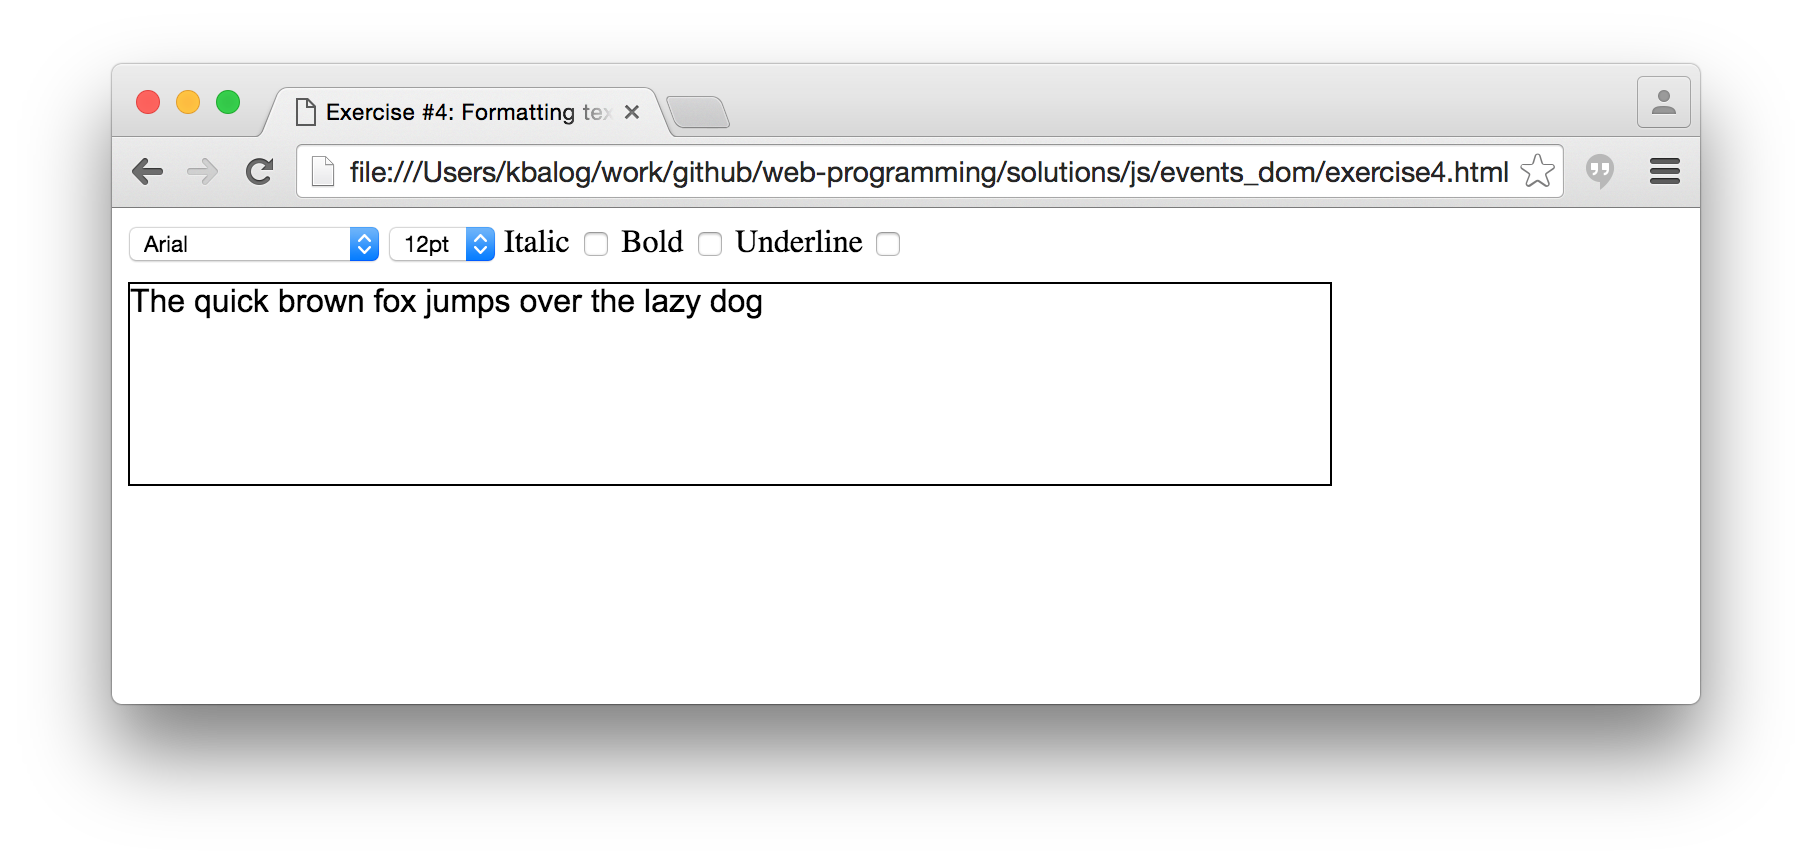 Exercise #4: Formatting tex
file:///Users/kbalog/work/github/web-programming/solutions/js/events_dom/exercise4.html
Arial 12pt Italic Bold Underline
The quick brown fox jumps over the lazy dog